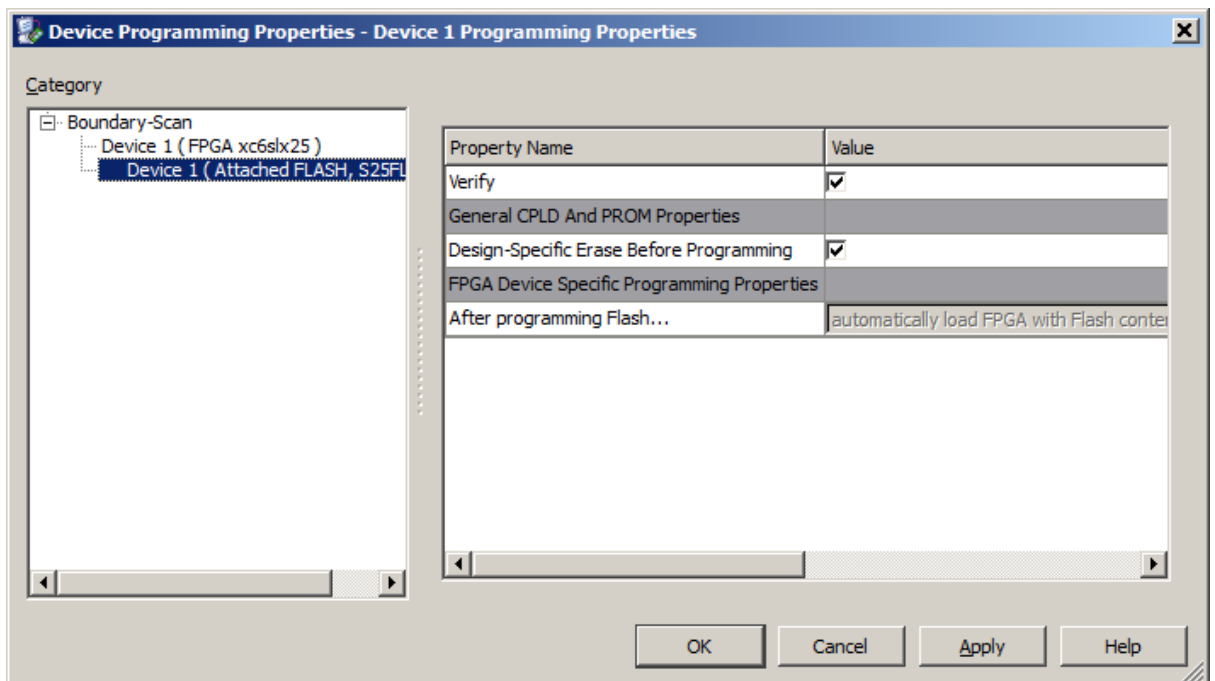 Device Programming Properties - Device 1 Programming Properties
Category
Boundary-Scan
Device 1 ( FPGA xc6slx25 )
Device 1 ( Attached FLASH, S25FL
Property Name Value
Verify
General CPLD And PROM Properties
Design-Specific Erase Before Programming
FPGA Device Specific Programming Properties
After programming Flash... automatically load FPGA with Flash conte
OK Cancel Apply Help